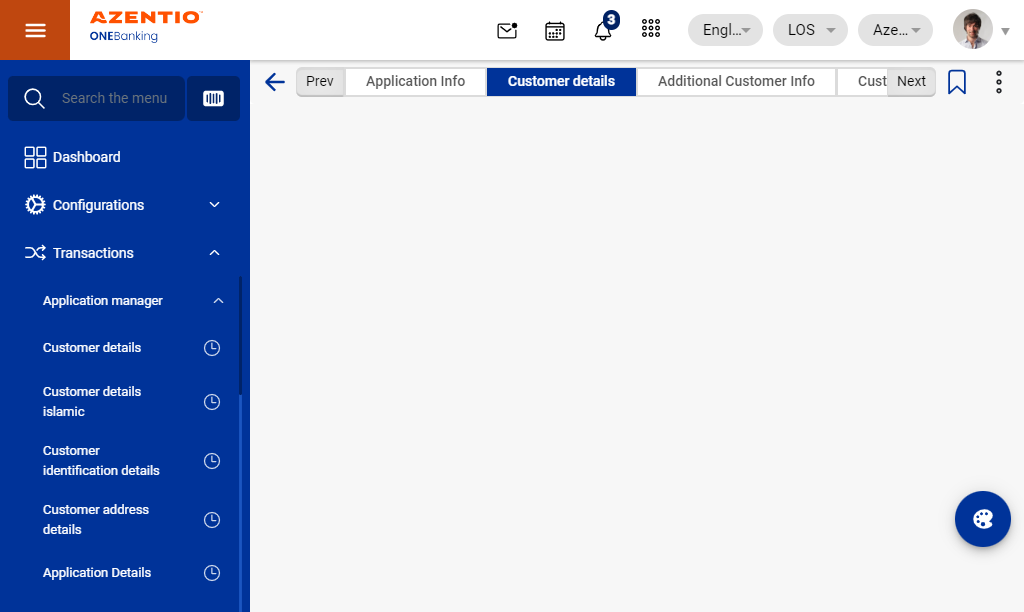 AZENTIO
ONEBanking
3
Engl...
LOS
Aze...
Search the menu
Prev
Application Info
Customer details
Additional Customer Info
Cust
Next
Dashboard
Configurations
Transactions
Application manager
Customer details
Customer details
islamic
Customer
identification details
Customer address
details
Application Details